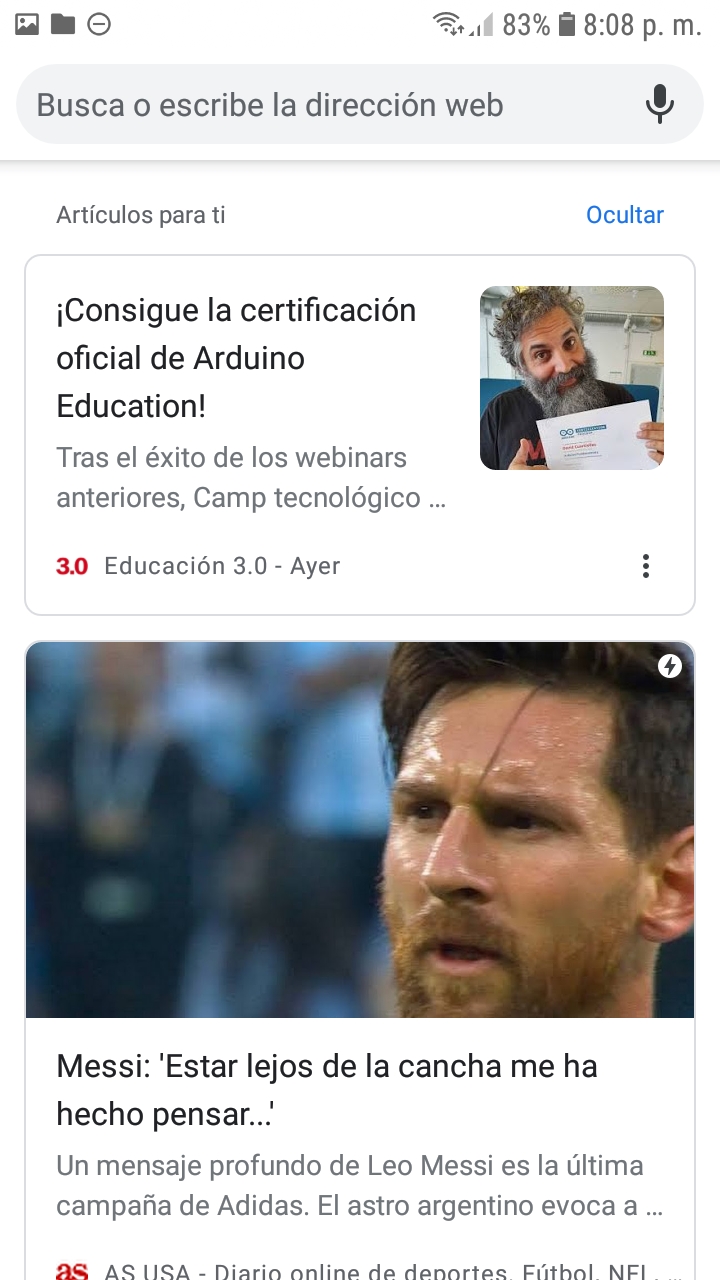 83% 8:08 p. m.
Busca o escribe la dirección web
Artículos para ti
Ocultar
¡Consigue la certificación
oficial de Arduino
Education!
Tras el éxito de los webinars
anteriores, Camp tecnológico ...
3.0 Educación 3.0 - Ayer
Messi: 'Estar lejos de la cancha me ha
hecho pensar...'
Un mensaje profundo de Leo Messi es la última
campaña de Adidas. El astro argentino evoca a ...
as AS USA - Diario online de deportes. Fútbol, NFL, ...